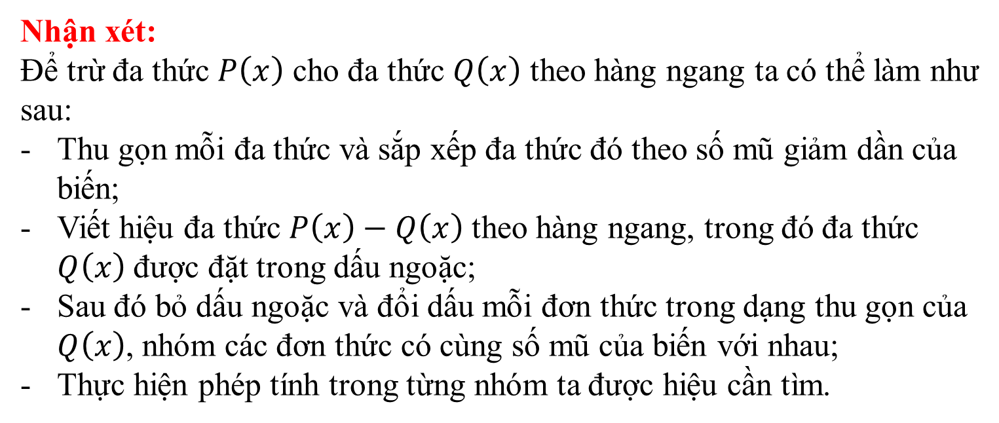 Nhận xét:
Để trừ đa thức 𝑃(𝑥) cho đa thức 𝑄(𝑥) theo hàng ngang ta có thể làm như
sau:
- Thu gọn mỗi đa thức và sắp xếp đa thức đó theo số mũ giảm dần của
biến;
- Viết hiệu đa thức 𝑃(𝑥) − 𝑄(𝑥) theo hàng ngang, trong đó đa thức
𝑄(𝑥) được đặt trong dấu ngoặc;
- Sau đó bỏ dấu ngoặc và đổi dấu mỗi đơn thức trong dạng thu gọn của
𝑄(𝑥), nhóm các đơn thức có cùng số mũ của biến với nhau;
- Thực hiện phép tính trong từng nhóm ta được hiệu cần tìm.